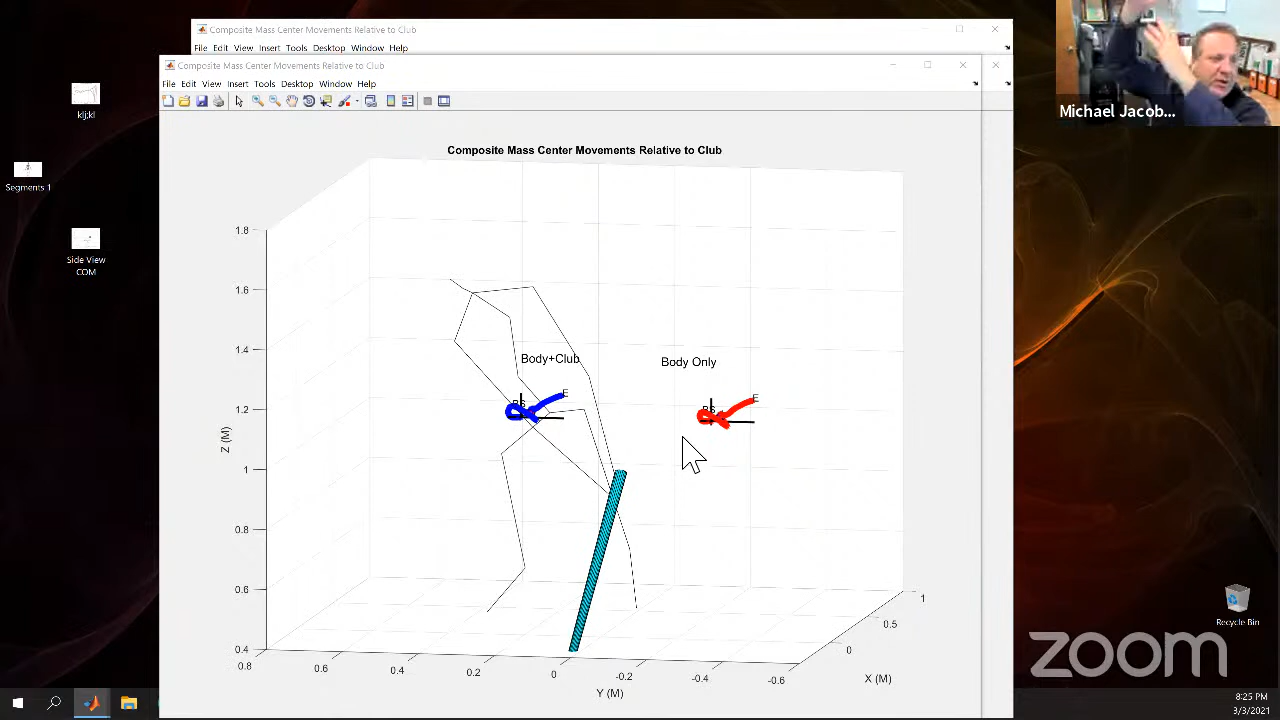 Composite Mass Center Movements Relative to Club
File Edit View Insert Tools Desktop Window Help
Composite Mass Center Movements Relative to Club
File Edit View Insert Tools Desktop Window Help
Composite Mass Center Movements Relative to Club
Body+Club
Body Only
E
E
1.8
1.6
1.4
1.2
1
0.8
0.6
0.4
Z (M)
0.8
0.6
0.4
0.2
0
-0.2
-0.4
-0.6
Y (M)
1
0.5
0
X (M)
klj;kl
Segments 1
Side View
COM
Michael Jacob...
Recycle Bin
zoom
8:25 PM
3/3/2021